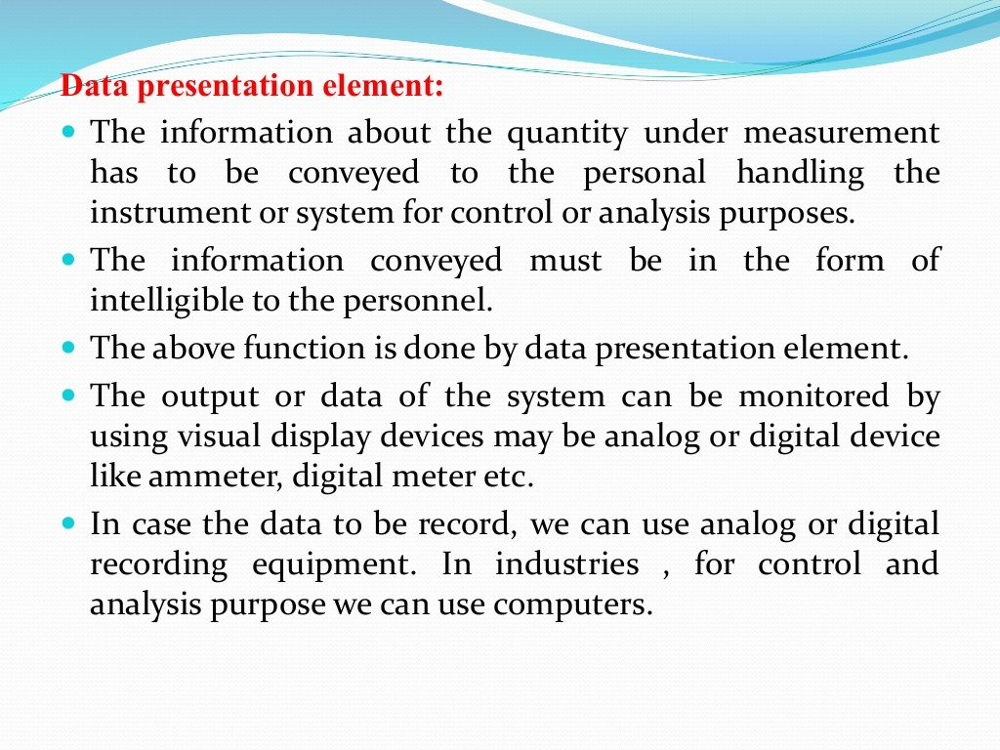 Data presentation element:
• The information about the quantity under measurement
has to be conveyed to the personal handling the
instrument or system for control or analysis purposes.
• The information conveyed must be in the form of
intelligible to the personnel.
• The above function is done by data presentation element.
• The output or data of the system can be monitored by
using visual display devices may be analog or digital device
like ammeter, digital meter etc.
• In case the data to be record, we can use analog or digital
recording equipment. In industries , for control and
analysis purpose we can use computers.